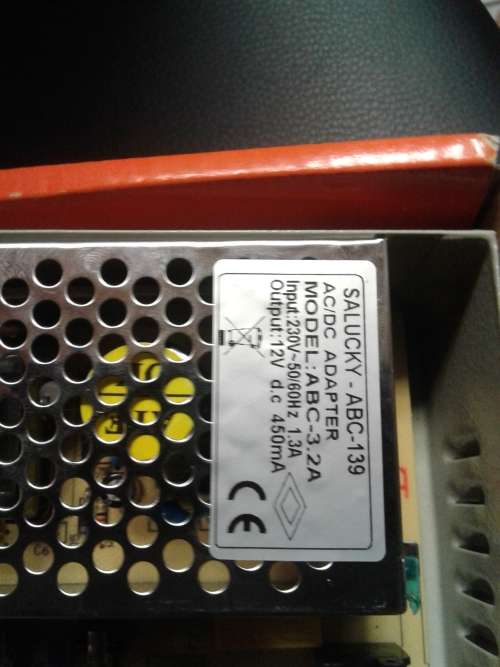 SALUCKY - ABC-139
AC/DC ADAPTER
MODEL:ABC-3.2A
Input:230V~50/60Hz 1.3A
Output:12V d.c 450mA
CE